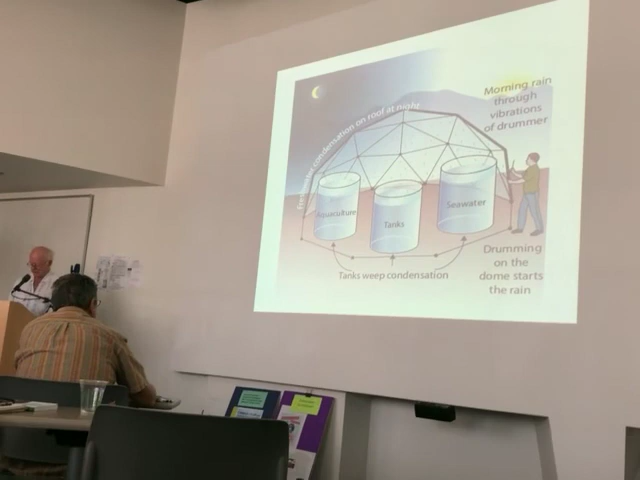 Morning rain
through
vibrations
of drummer
Freshwater condensation on roof at night
Aquaculture
Tanks
Seawater
Tanks weep condensation
Drumming
on the
dome starts
the rain